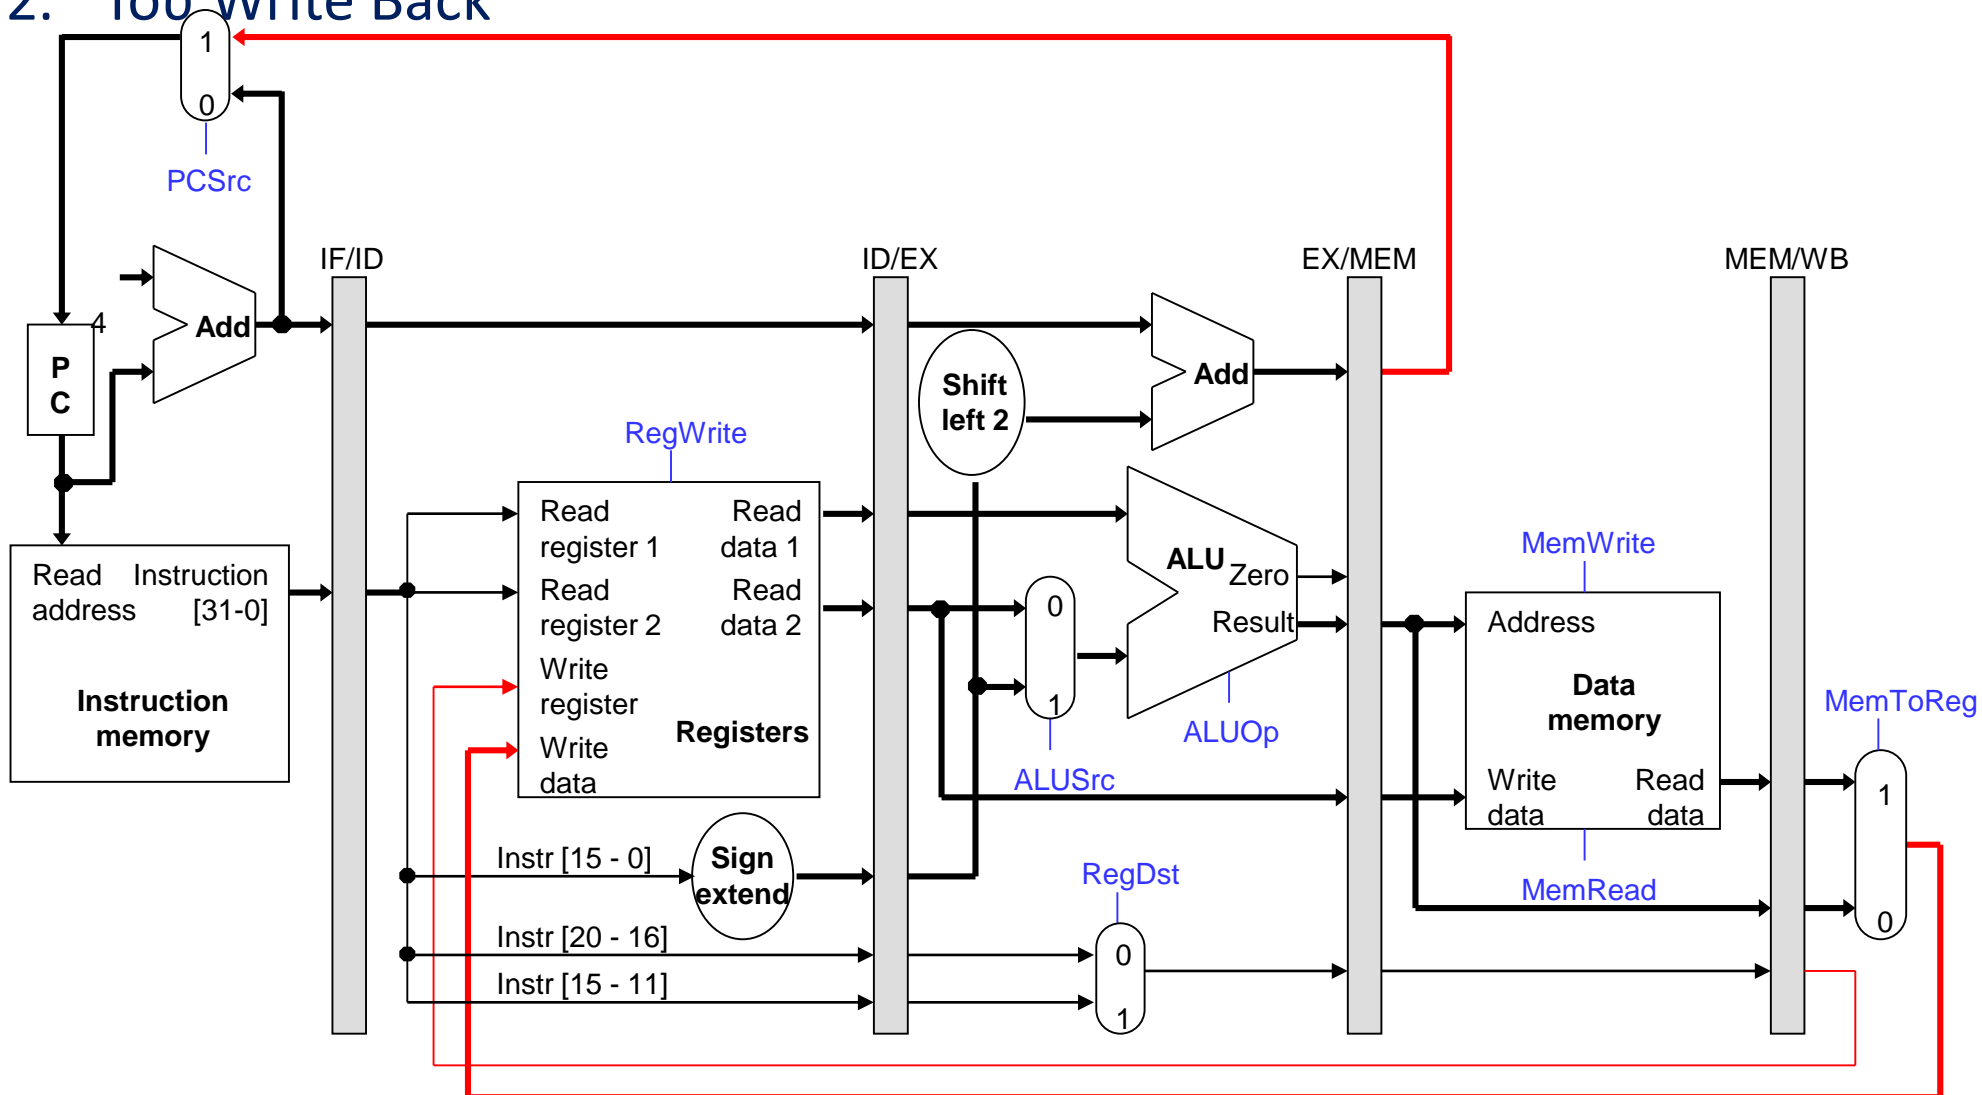 2. Too Write Back
1
0
PCSrc
IF/ID
ID/EX
EX/MEM
MEM/WB
4
Add
P
C
Shift
left 2
Add
RegWrite
Read
register 1
Read
data 1
Read
register 2
Read
data 2
Write
register
Write
data
Registers
Read
address
Instruction
[31-0]
Instruction
memory
0
1
ALUSrc
ALU
Zero
Result
ALUOp
MemWrite
Address
Data
memory
Write
data
Read
data
MemRead
MemToReg
1
0
Instr [15 - 0]
Sign
extend
Instr [20 - 16]
Instr [15 - 11]
RegDst
0
1